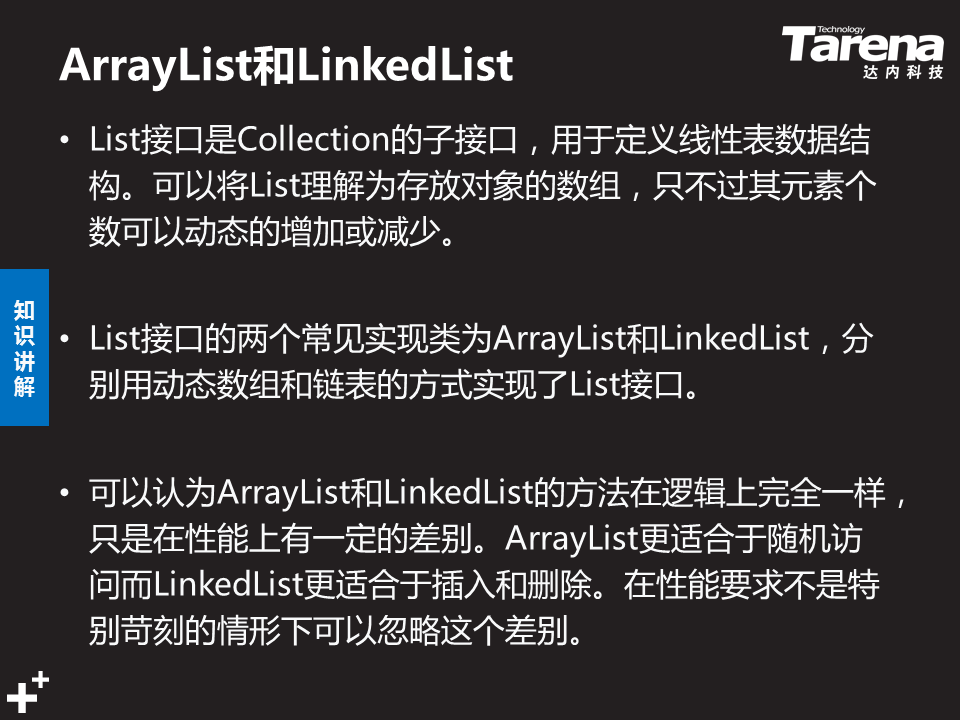 ArrayList和LinkedList
Technology
Tarena
达内科技
• List接口是Collection的子接口，用于定义线性表数据结
构。可以将List理解为存放对象的数组，只不过其元素个
数可以动态的增加或减少。
知
识
讲
解
• List接口的两个常见实现类为ArrayList和LinkedList，分
别用动态数组和链表的方式实现了List接口。
• 可以认为ArrayList和LinkedList的方法在逻辑上完全一样，
只是在性能上有一定的差别。ArrayList更适合于随机访
问而LinkedList更适合于插入和删除。在性能要求不是特
别苛刻的情形下可以忽略这个差别。